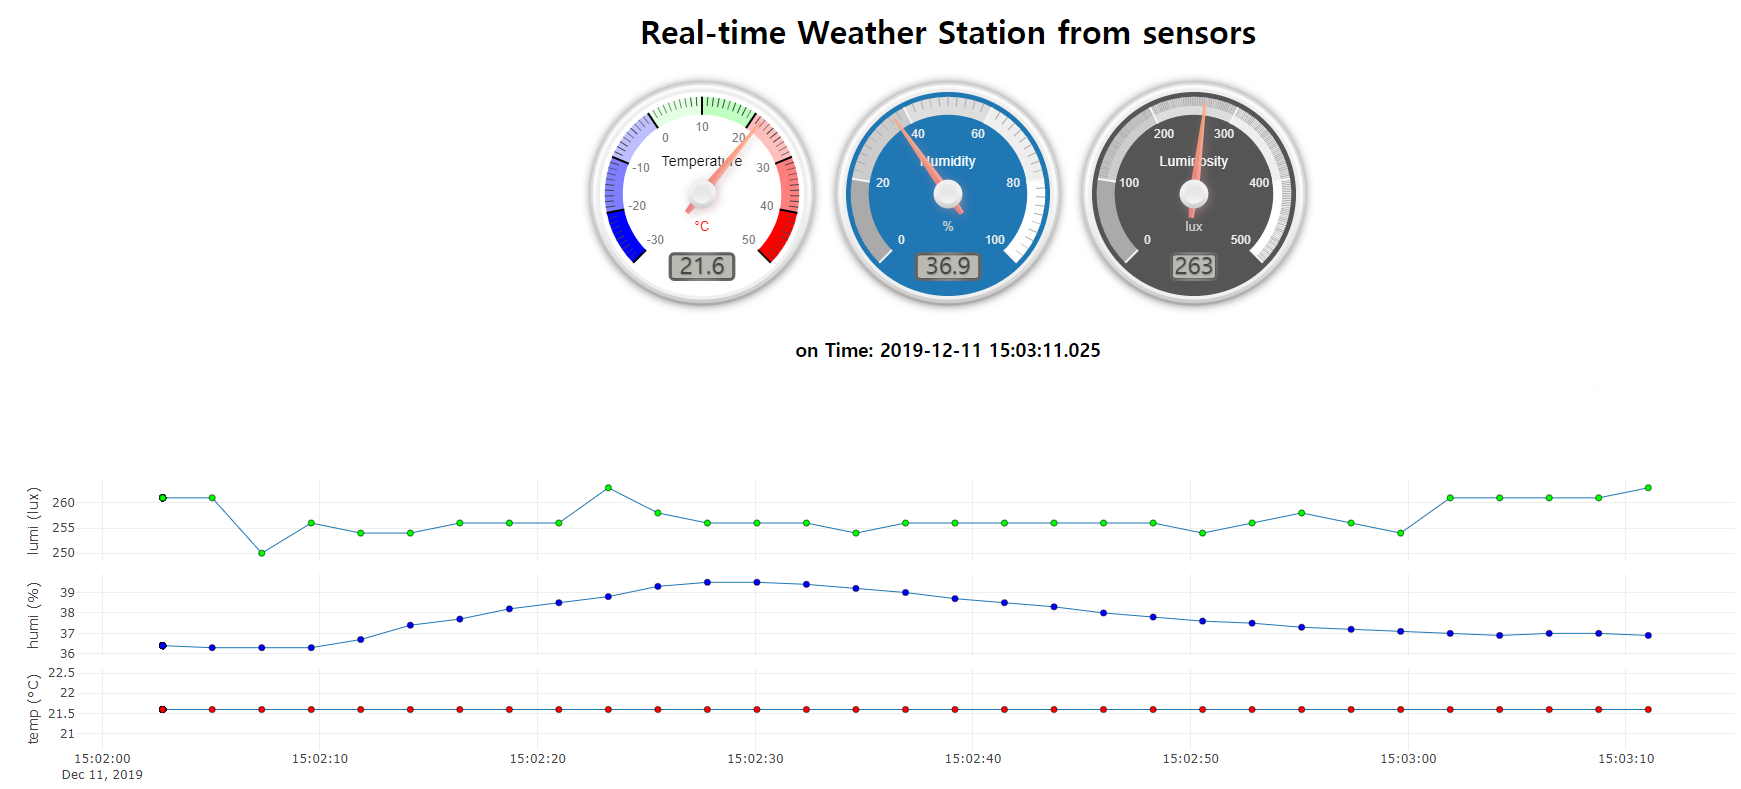 Real-time Weather Station from sensors
-30 -20 -10 0 10 20 30 40 50
Temperature
°C
21.6
0 20 40 60 80 100
Humidity
%
36.9
0 100 200 300 400 500
Luminosity
lux
263
on Time: 2019-12-11 15:03:11.025
lumi (lux)
260
255
250
humi (%)
39
38
37
36
temp (°C)
22.5
22
21.5
21
15:02:00 15:02:10 15:02:20 15:02:30 15:02:40 15:02:50 15:03:00 15:03:10
Dec 11, 2019